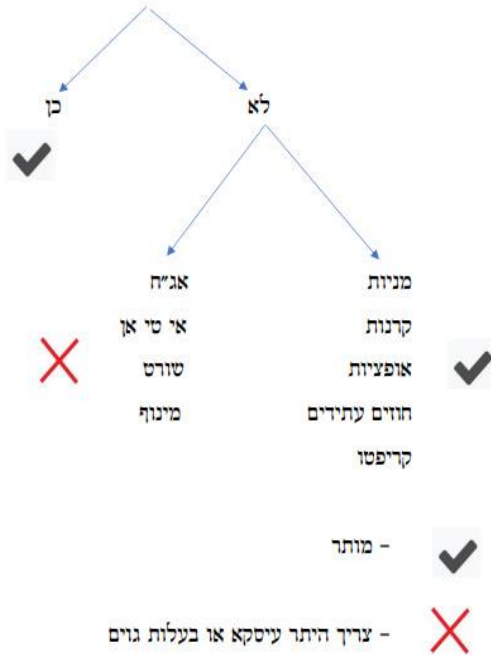 לא
כן
מניות
קרנות
אופציות
חוזים עתידים
קריפטו
אג״ח
אי טי אן
שורט
מינוף
- מותר
- צריך היתר עיסקא או בעלות גוים